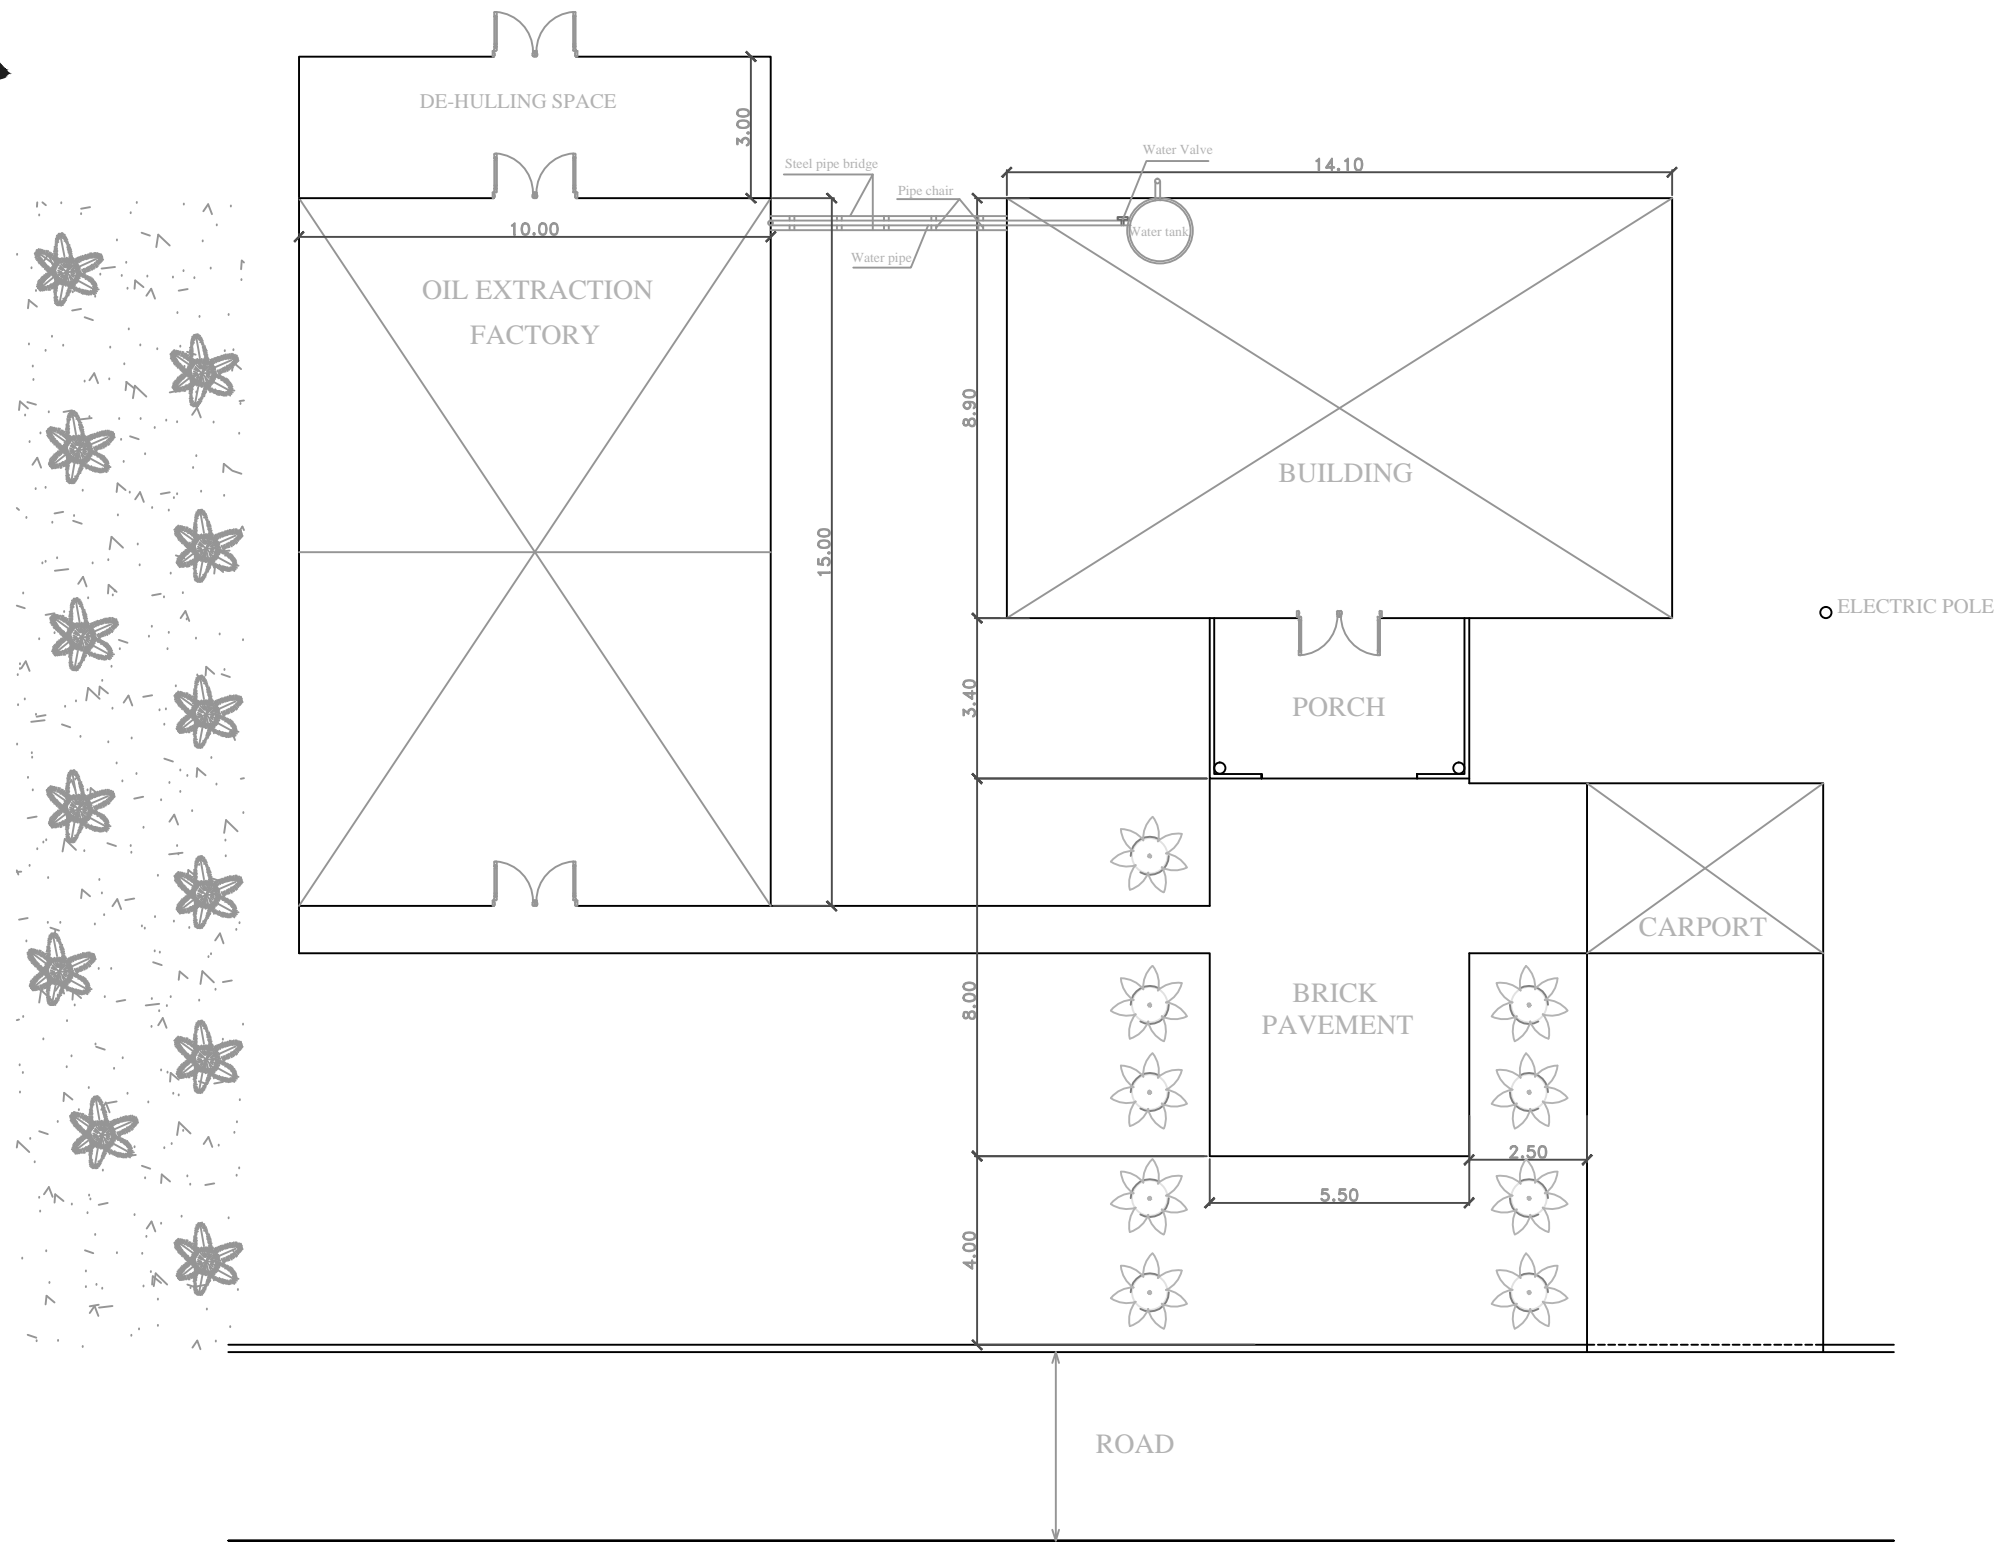 DE-HULLING SPACE
3.00
Steel pipe bridge
Water Valve
14.10
Pipe chair
10.00
Water tank
Water pipe
OIL EXTRACTION
FACTORY
8.90
BUILDING
15.00
ELECTRIC POLE
3.40
PORCH
CARPORT
8.00
BRICK
PAVEMENT
2.50
5.50
4.00
ROAD